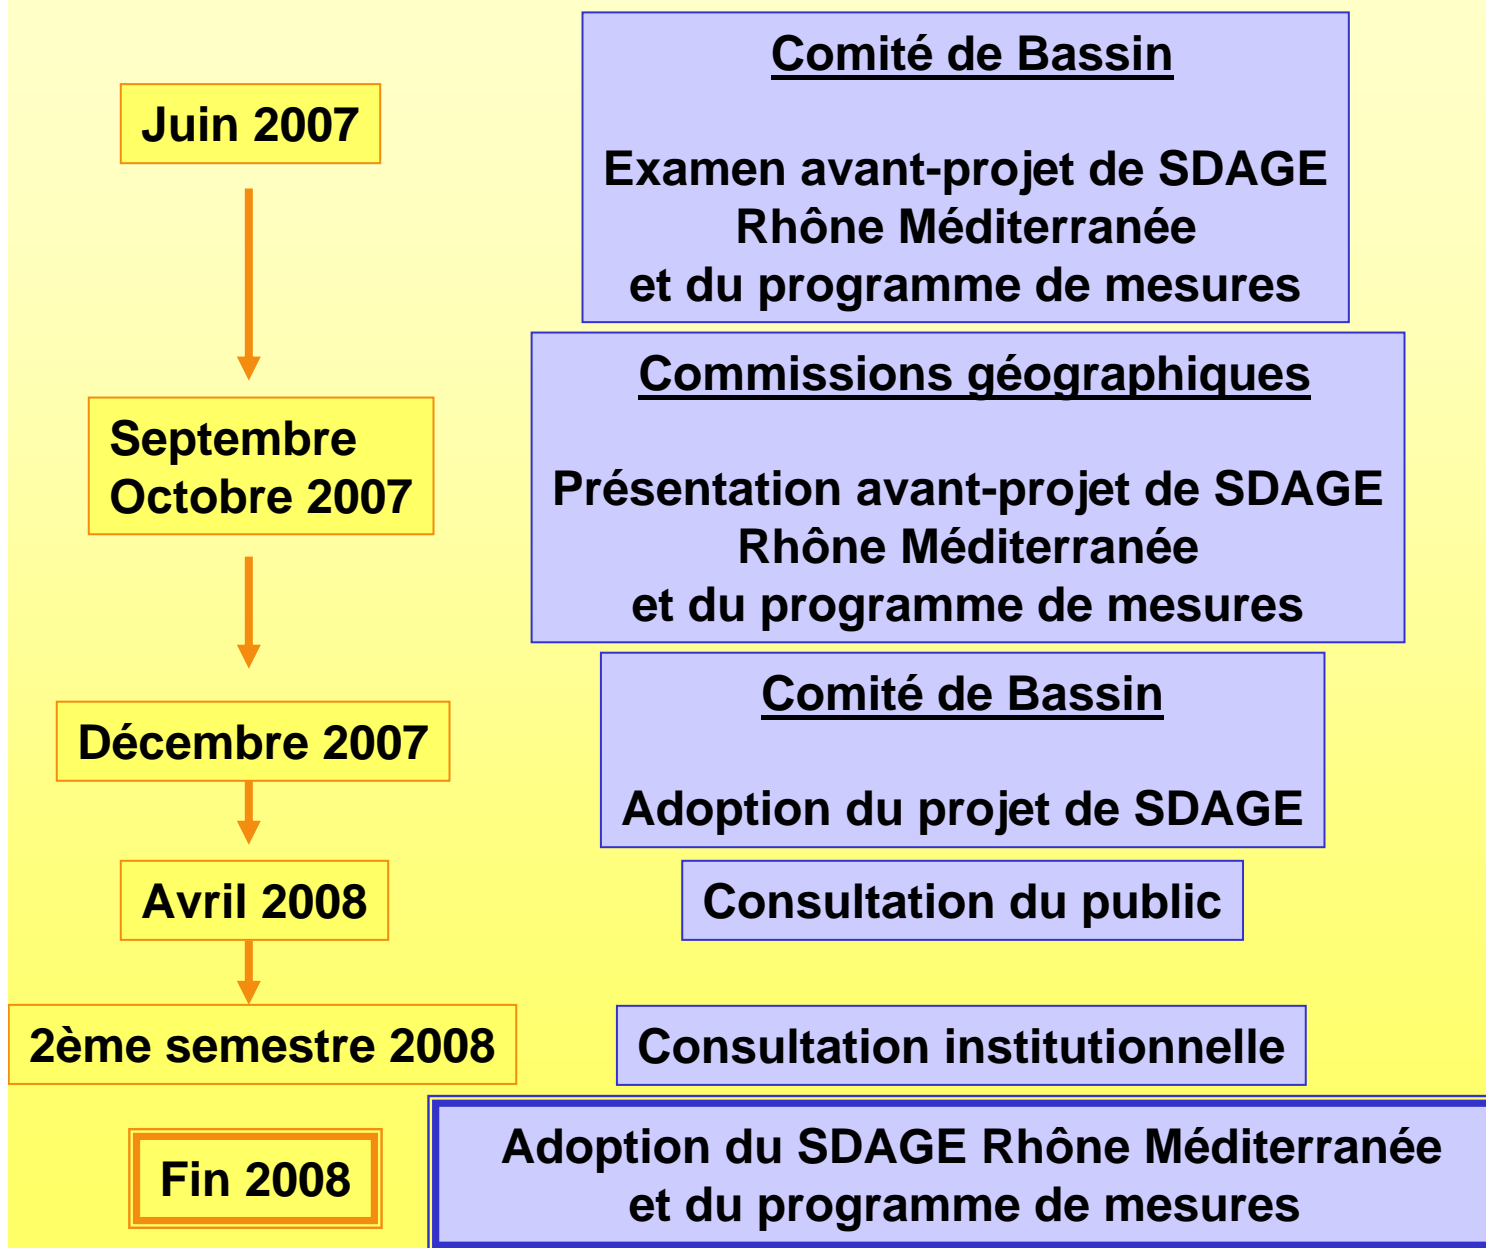 Juin 2007
Comité de Bassin
Examen avant-projet de SDAGE
Rhône Méditerranée
et du programme de mesures
Septembre
Octobre 2007
Commissions géographiques
Présentation avant-projet de SDAGE
Rhône Méditerranée
et du programme de mesures
Décembre 2007
Comité de Bassin
Adoption du projet de SDAGE
Avril 2008
Consultation du public
2ème semestre 2008
Consultation institutionnelle
Fin 2008
Adoption du SDAGE Rhône Méditerranée
et du programme de mesures